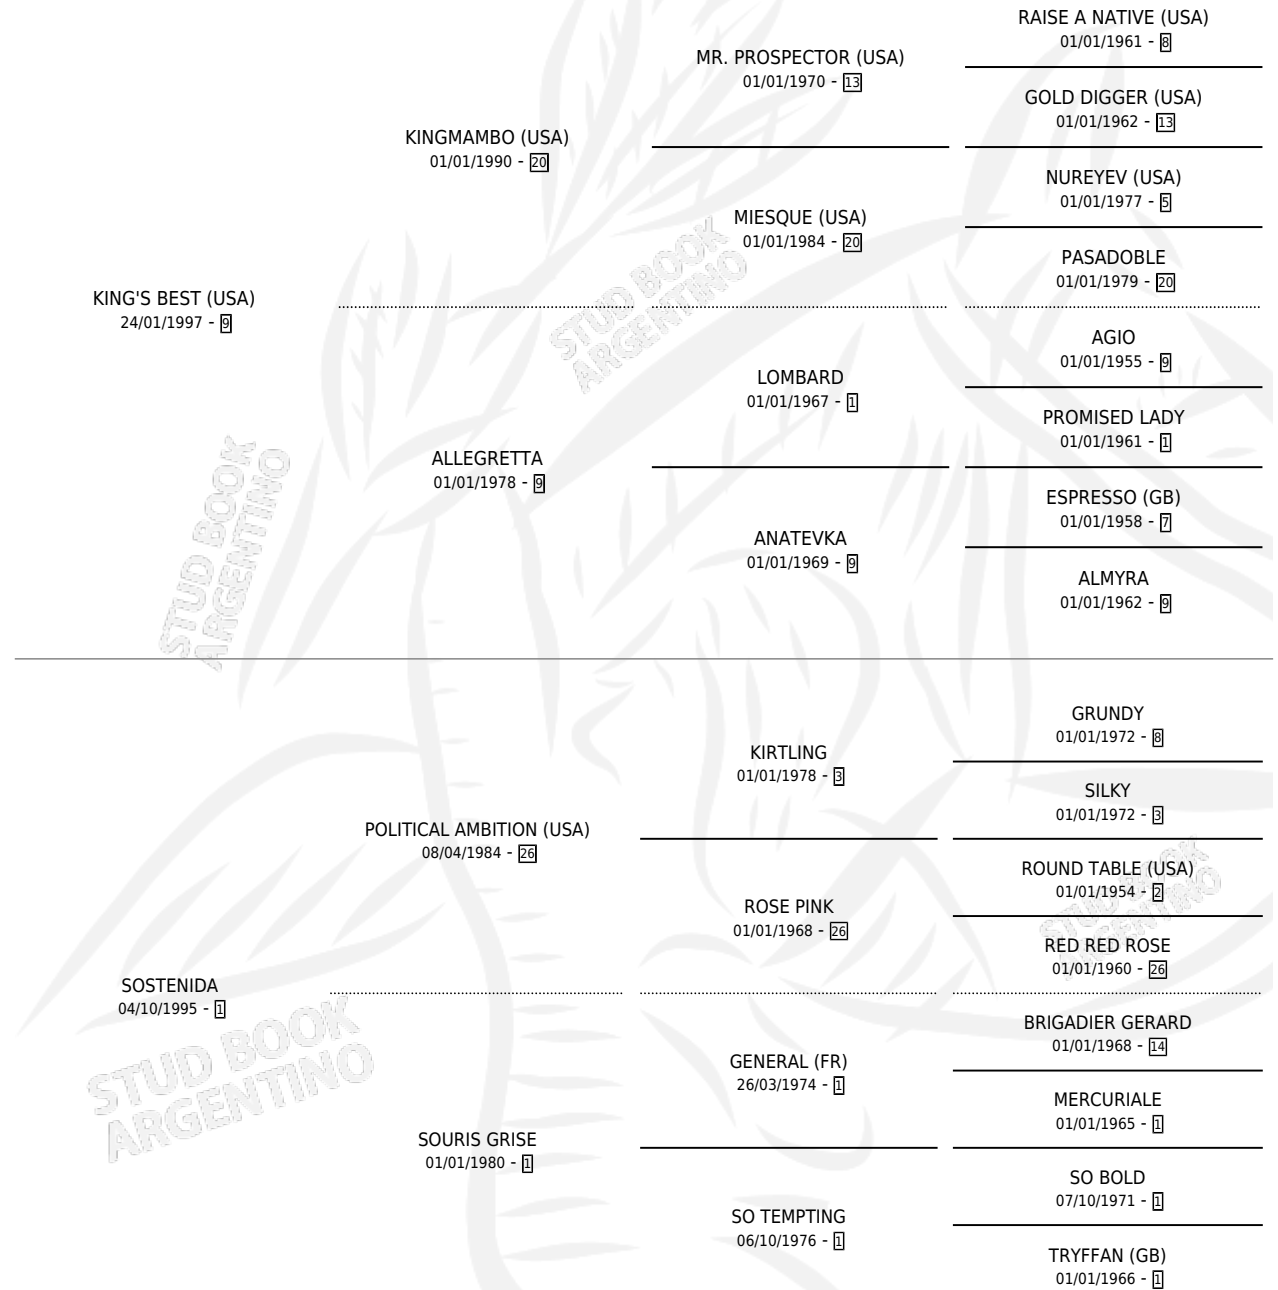 RAISE A NATIVE (USA)
01/01/1961 - 8
MR. PROSPECTOR (USA)
01/01/1970 - 13
GOLD DIGGER (USA)
01/01/1962 - 13
KINGMAMBO (USA)
01/01/1990 - 20
NUREYEV (USA)
01/01/1977 - 5
MIESQUE (USA)
01/01/1984 - 20
PASADOBLE
01/01/1979 - 20
KING'S BEST (USA)
24/01/1997 - 9
STUD BOOK
ARGENTINO
AGIO
01/01/1955 - 9
LOMBARD
01/01/1967 - 1
PROMISED LADY
01/01/1961 - 1
ALLEGRETTA
01/01/1978 - 9
ESPRESSO (GB)
01/01/1958 - 7
ANATEVKA
01/01/1969 - 9
ALMYRA
01/01/1962 - 9
STUD BOOK
ARGENTINO
GRUNDY
01/01/1972 - 8
KIRTLING
01/01/1978 - 3
SILKY
01/01/1972 - 3
POLITICAL AMBITION (USA)
08/04/1984 - 26
ROUND TABLE (USA)
01/01/1954 - 2
ROSE PINK
01/01/1968 - 26
RED RED ROSE
01/01/1960 - 26
STUD BOOK
ARGENTINO
SOSTENIDA
04/10/1995 - 1
BRIGADIER GERARD
01/01/1968 - 14
GENERAL (FR)
26/03/1974 - 1
MERCURIALE
01/01/1965 - 1
SOURIS GRISE
01/01/1980 - 1
SO BOLD
07/10/1971 - 1
SO TEMPTING
06/10/1976 - 1
TRYFFAN (GB)
01/01/1966 - 1
STUD BOOK
ARGENTINO